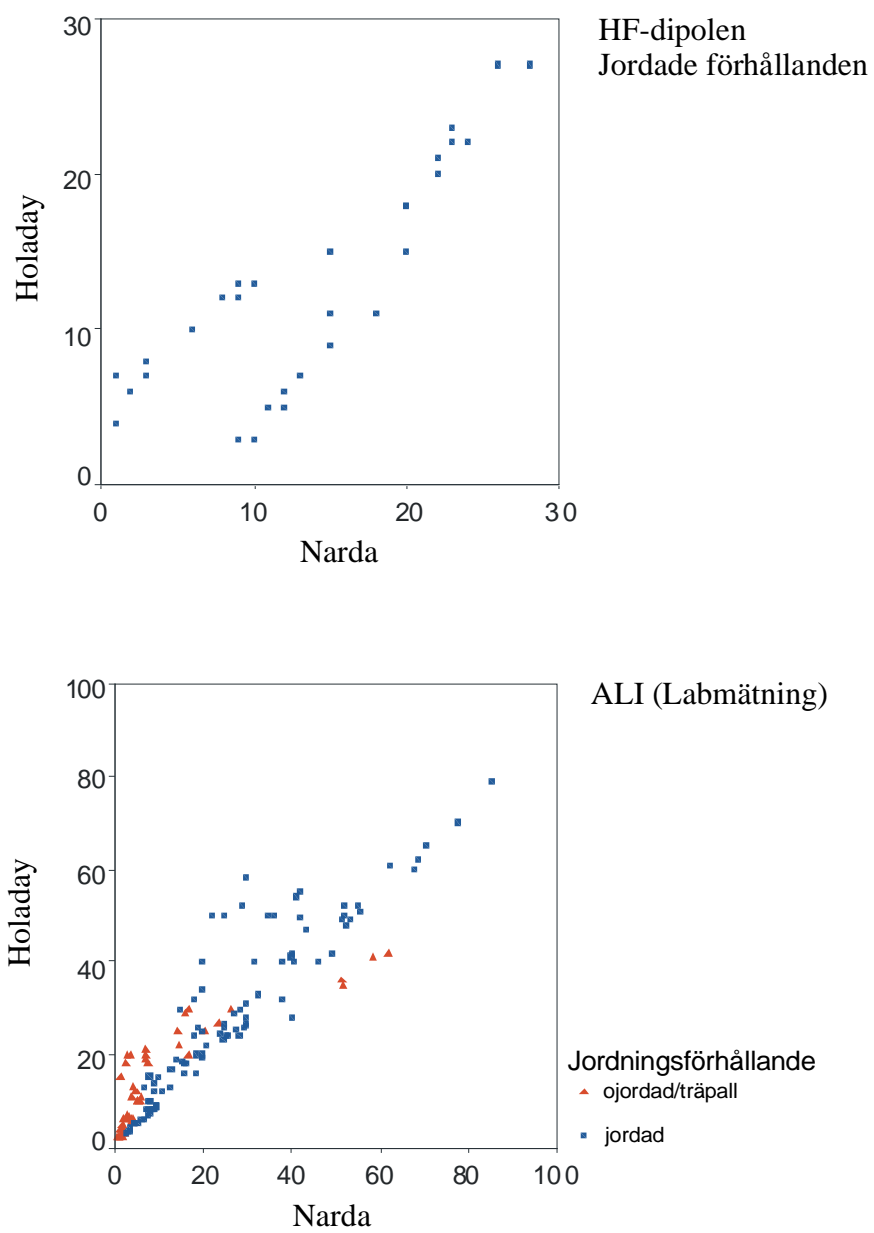 HF-dipolen
Jordade förhållanden
30
20
10
0
Holaday
0 10 20 30
Narda
ALI (Labmätning)
100
80
60
40
20
0
Holaday
0 20 40 60 80 100
Narda
Jordningsförhållande
ojordad/träpall
jordad